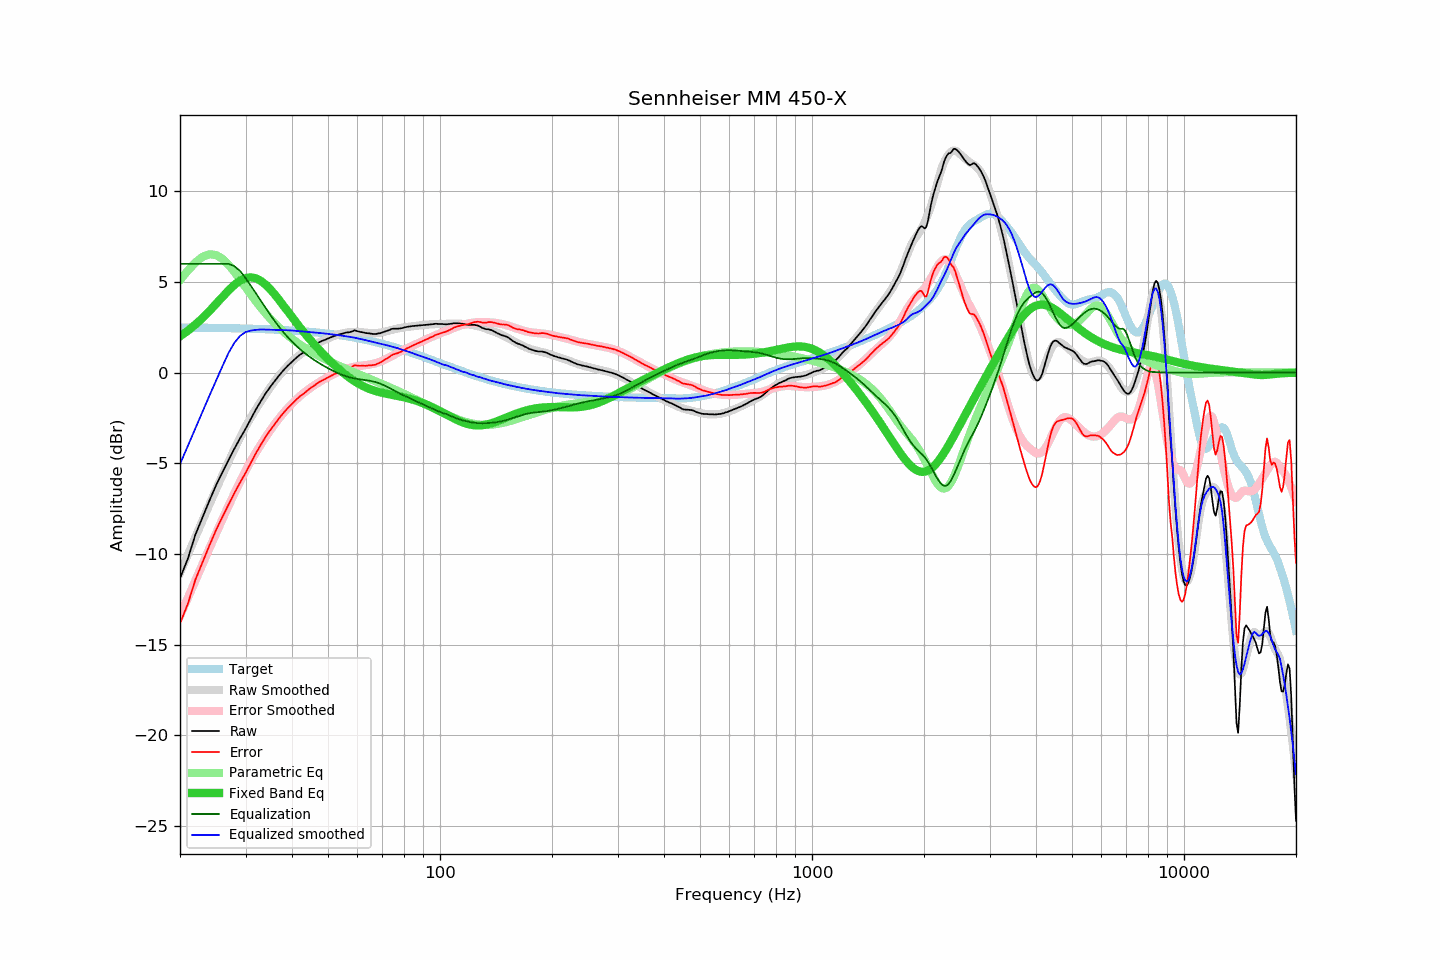 Sennheiser MM 450-X
10
5
0
−5
−10
−15
−20
−25
Amplitude (dBr)
Target
Raw Smoothed
Error Smoothed
Raw
Error
Parametric Eq
Fixed Band Eq
Equalization
Equalized smoothed
100
1000
10000
Frequency (Hz)